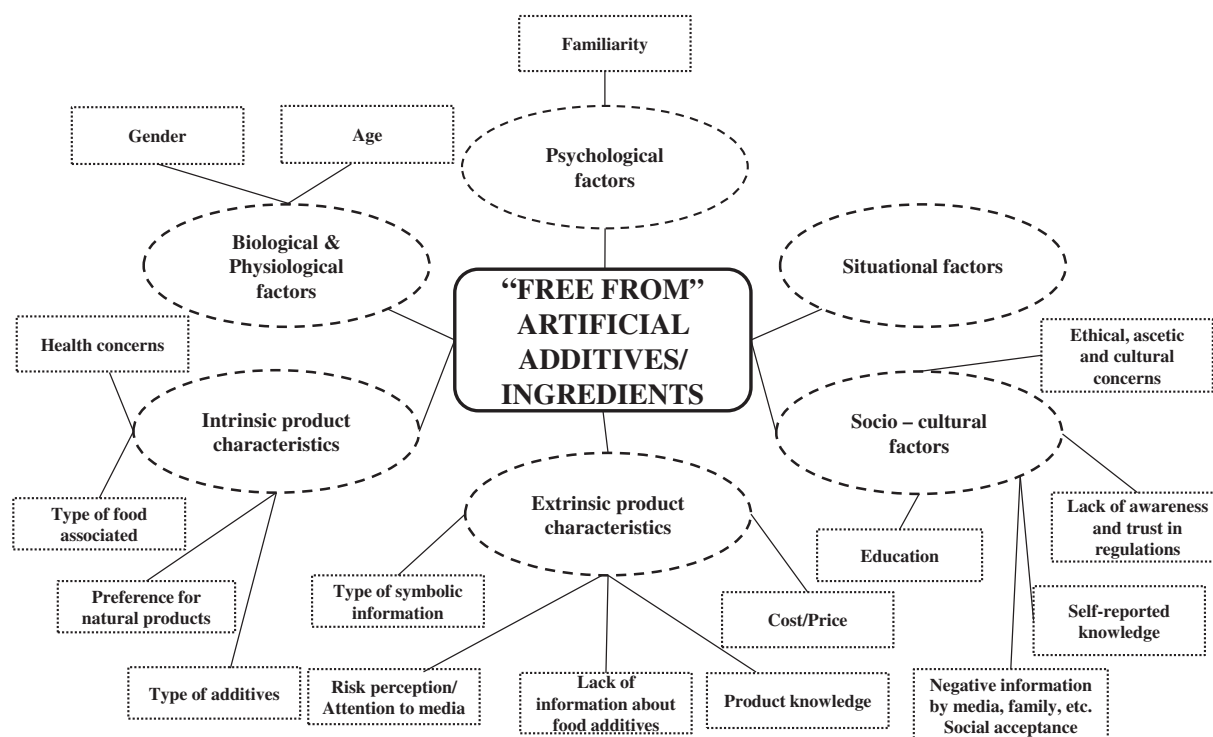 Familiarity
Gender
Age
Psychological
factors
Biological &
Physiological
factors
Situational factors
“FREE FROM”
ARTIFICIAL
ADDITIVES/
INGREDIENTS
Health concerns
Ethical, ascetic
and cultural
concerns
Intrinsic product
characteristics
Socio – cultural
factors
Extrinsic product
characteristics
Type of food
associated
Lack of awareness
and trust in
regulations
Education
Preference for
natural products
Type of symbolic
information
Cost/Price
Self-reported
knowledge
Type of additives
Risk perception/
Attention to media
Lack of
information about
food additives
Product knowledge
Negative information
by media, family, etc.
Social acceptance